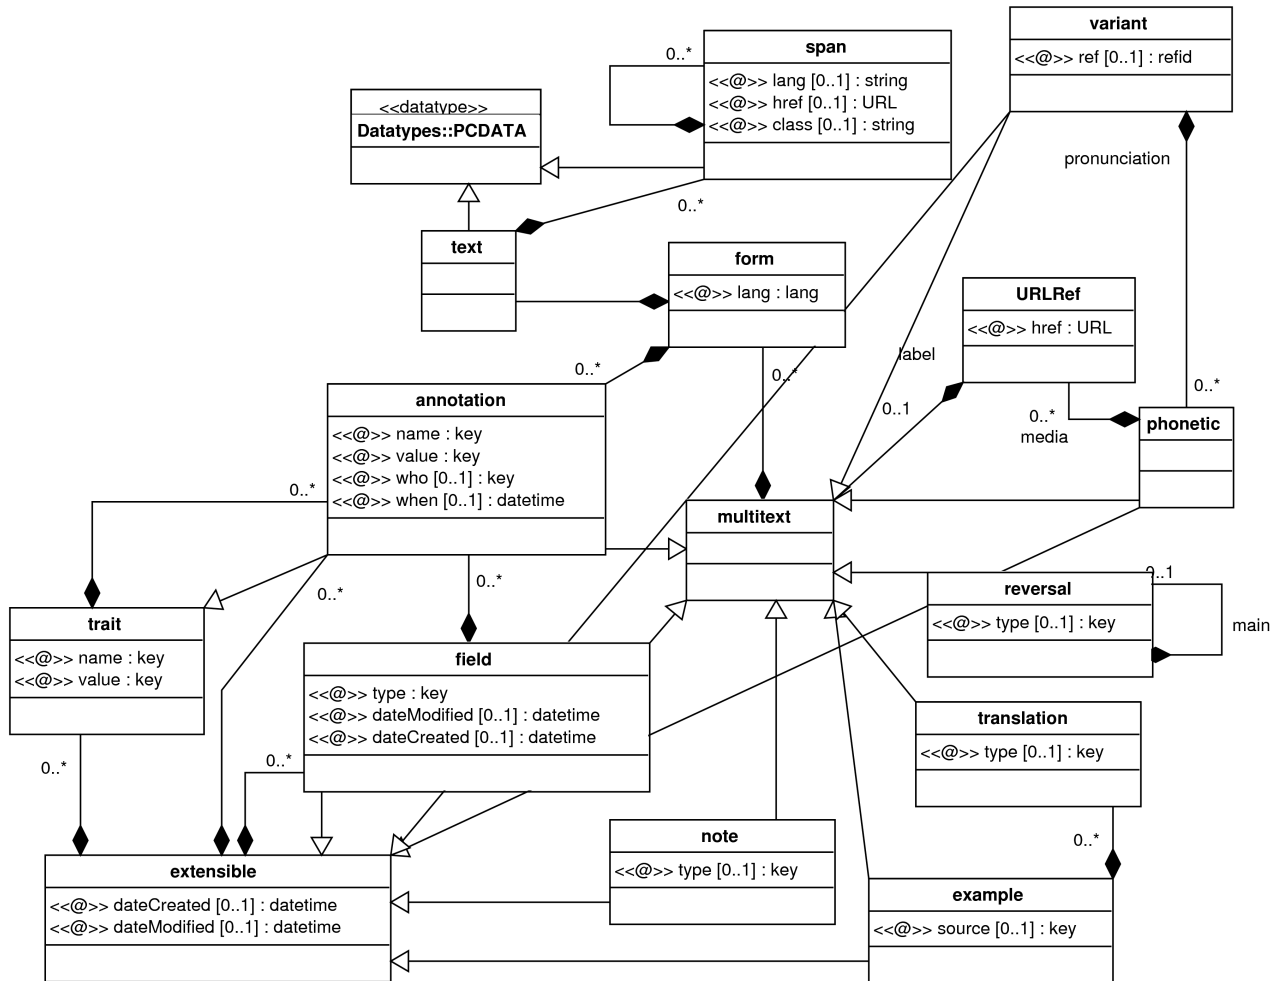 variant
<<@>> ref [0..1] : refid
span
<<@>> lang [0..1] : string
<<@>> href [0..1] : URL
<<@>> class [0..1] : string
0..*
<<datatype>>
Datatypes::PCDATA
pronunciation
0..*
text
form
<<@>> lang : lang
URLRef
<<@>> href : URL
label
0..*
0..*
0..1
0..*
0..*
media
phonetic
annotation
<<@>> name : key
<<@>> value : key
<<@>> who [0..1] : key
<<@>> when [0..1] : datetime
0..*
multitext
0..*
0..*
0..1
reversal
<<@>> type [0..1] : key
main
trait
<<@>> name : key
<<@>> value : key
field
<<@>> type : key
<<@>> dateModified [0..1] : datetime
<<@>> dateCreated [0..1] : datetime
translation
<<@>> type [0..1] : key
0..*
0..*
note
<<@>> type [0..1] : key
0..*
extensible
<<@>> dateCreated [0..1] : datetime
<<@>> dateModified [0..1] : datetime
example
<<@>> source [0..1] : key